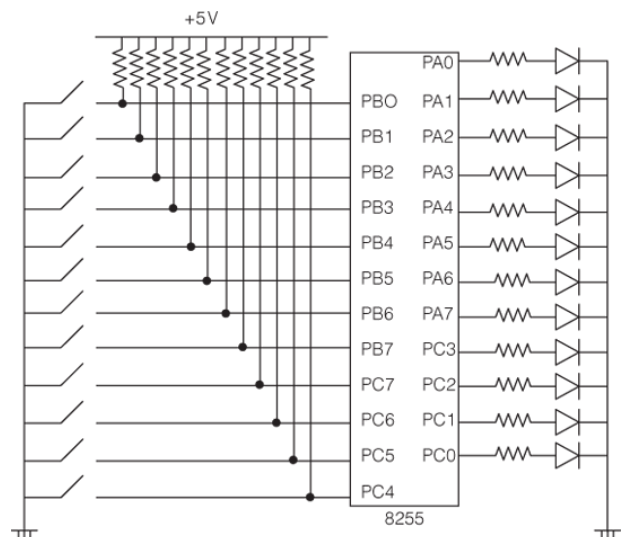 +5V
PA0
PBO PA1
PB1 PA2
PB2 PA3
PB3 PA4
PB4 PA5
PB5 PA6
PB6 PA7
PB7 PC3
PC7 PC2
PC6 PC1
PC5 PC0
PC4
8255